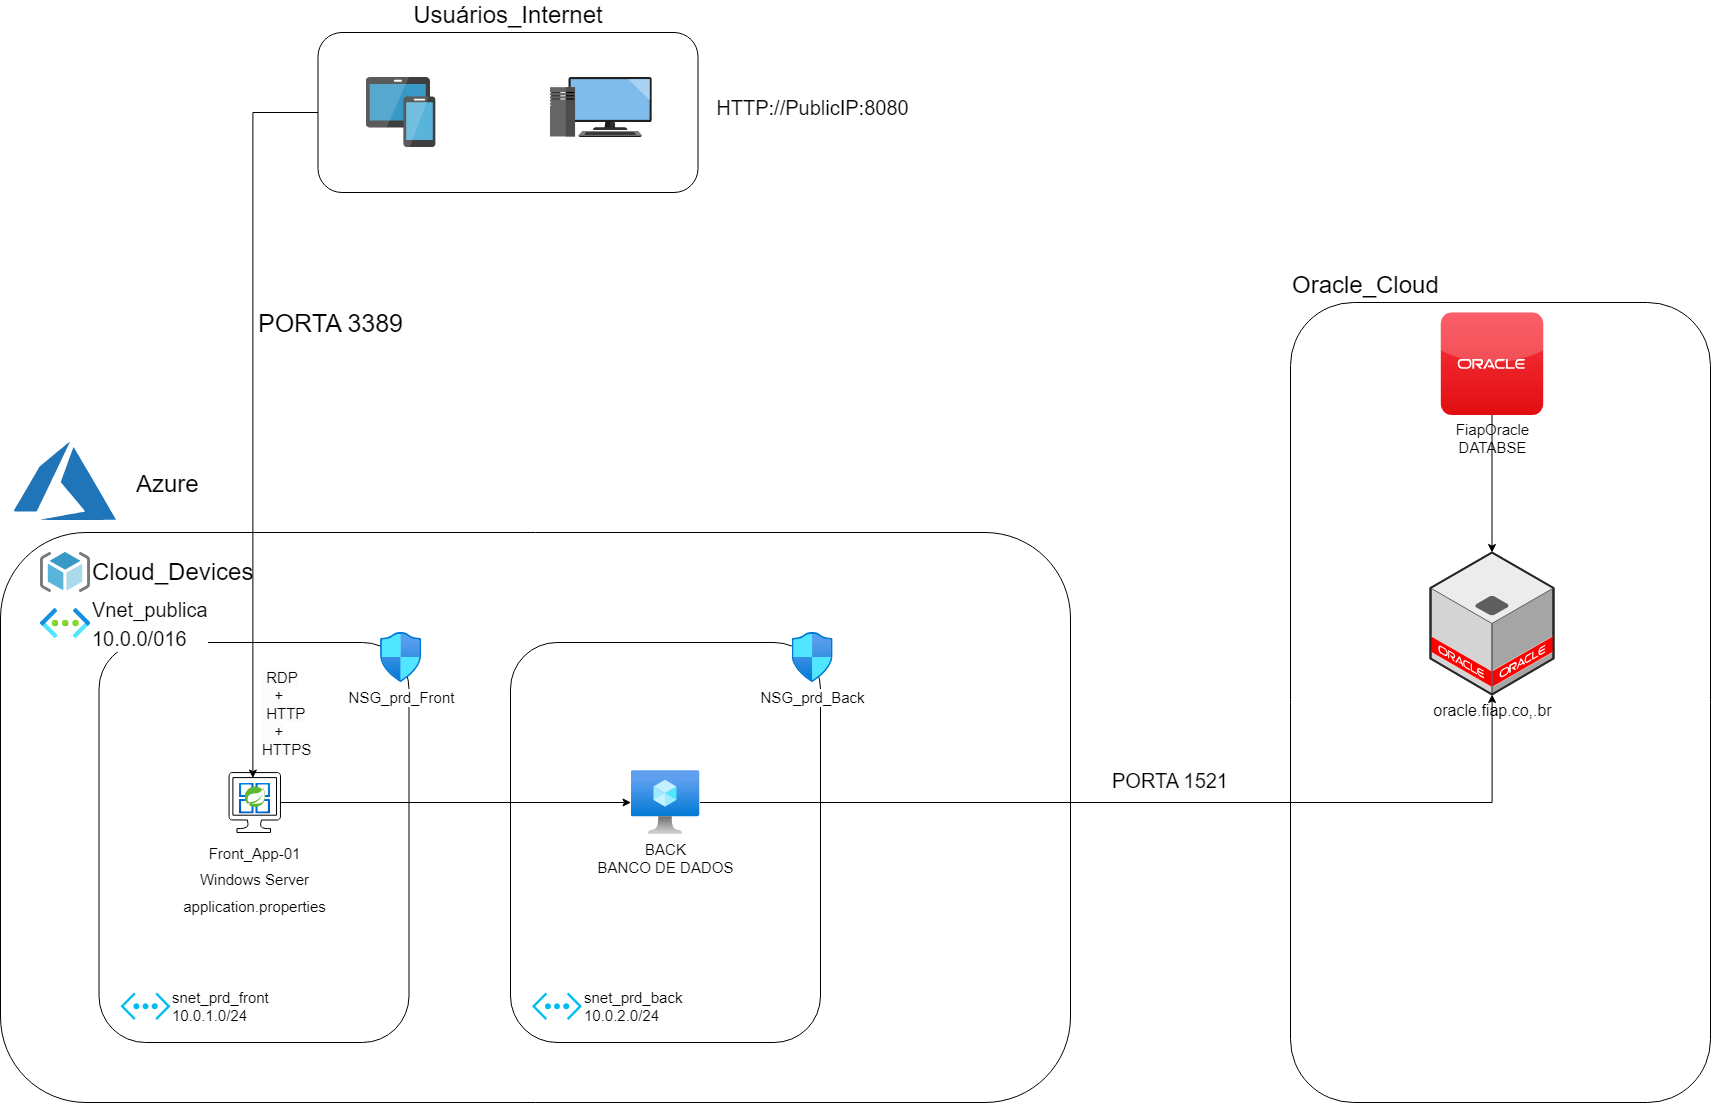 Usuários_Internet
HTTP://PublicIP:8080
PORTA 3389
Oracle_Cloud
ORACLE
FiapOracle
DATABSE
Azure
Cloud_Devices
Vnet_publica
10.0.0/016
RDP
+
HTTP
+
HTTPS
NSG_prd_Front
NSG_prd_Back
ORACLE
ORACLE
oracle.fiap.co,.br
PORTA 1521
Front_App-01
Windows Server
application.properties
BACK
BANCO DE DADOS
snet_prd_front
10.0.1.0/24
snet_prd_back
10.0.2.0/24